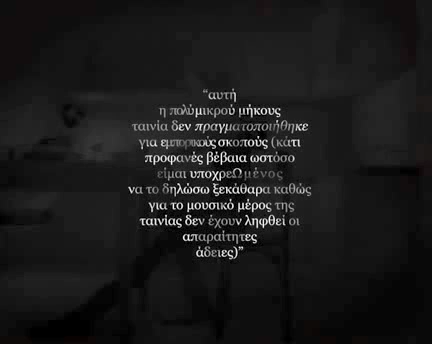 “αυτή
η πολύ μικρού μήκους
ταινία δεν πραγματοποιήθηκε
για εμπορικούς σκοπούς (κάτι
προφανές βέβαια ωστόσο
είμαι υποχρεΩμένος
να το δηλώσω ξεκάθαρα καθώς
για το μουσικό μέρος της
ταινίας δεν έχουν ληφθεί οι
απαραίτητες
άδειες)”